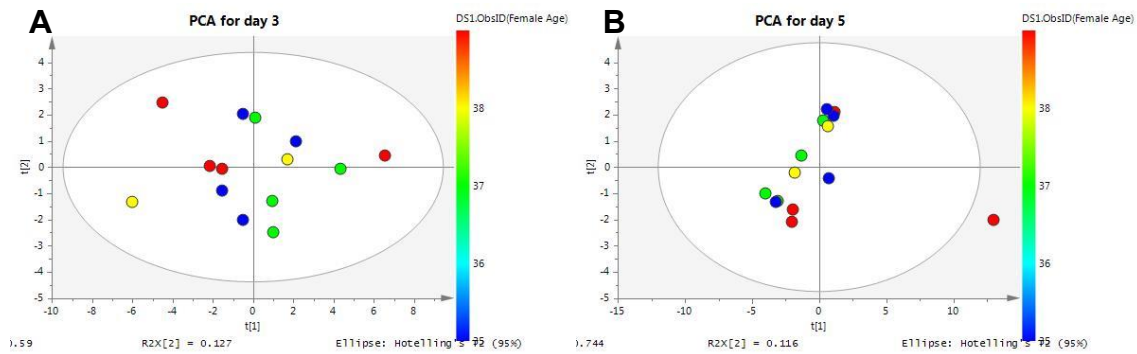 A
PCA for day 3
DS1.ObsID(Female Age)
4
3
2
1
0
-1
-2
-3
-4
-5
t[2]
-10 -8 -6 -4 -2 0 2 4 6 8
t[1]
38
37
36
35
.59 R2X[2] = 0.127 Ellipse: Hotelling's T2 (95%)
B
PCA for day 5
DS1.ObsID(Female Age)
4
3
2
1
0
-1
-2
-3
-4
-5
t[2]
-15 -10 -5 0 5 10
t[1]
38
37
36
35
.744 R2X[2] = 0.116 Ellipse: Hotelling's T2 (95%)